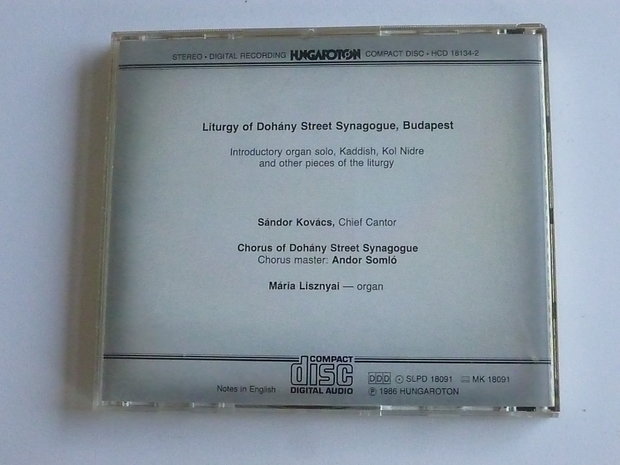 STEREO • DIGITAL RECORDING HUNGAROTON COMPACT DISC • HCD 18134-2
Liturgy of Dohány Street Synagogue, Budapest
Introductory organ solo, Kaddish, Kol Nidre
and other pieces of the liturgy
Sándor Kovács, Chief Cantor
Chorus of Dohány Street Synagogue
Chorus master: Andor Somló
Mária Lisznyai — organ
COMPACT
disc
DIGITAL AUDIO
Notes in English
DDD SLPD 18091 MK 18091
℗ 1986 HUNGAROTON